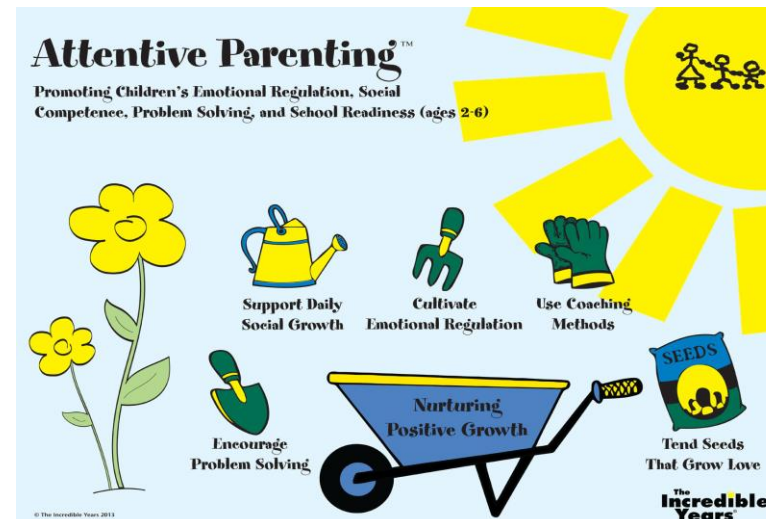 Attentive Parenting™
Promoting Children's Emotional Regulation, Social
Competence, Problem Solving, and School Readiness (ages 2-6)
Support Daily
Social Growth
Cultivate
Emotional Regulation
Use Coaching
Methods
SEEDS
Encourage
Problem Solving
Nurturing
Positive Growth
Tend Seeds
That Grow Love
© The Incredible Years 2013
The
Incredible
Years®